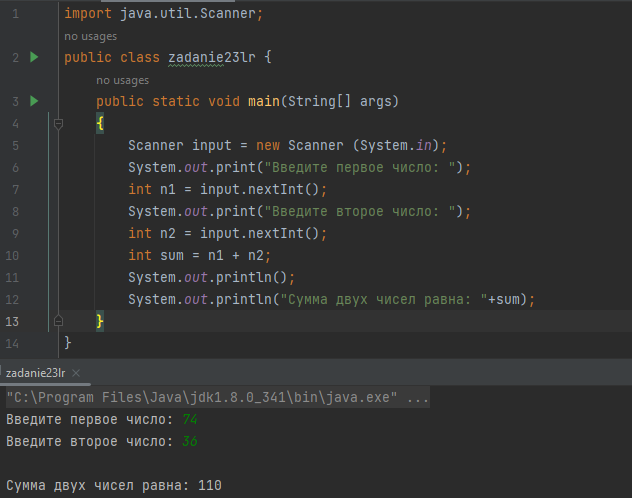 1 import java.util.Scanner;
no usages
2 public class zadanie23lr {
no usages
3 public static void main(String[] args)
4 {
5 Scanner input = new Scanner (System.in);
6 System.out.print("Введите первое число: ");
7 int n1 = input.nextInt();
8 System.out.print("Введите второе число: ");
9 int n2 = input.nextInt();
10 int sum = n1 + n2;
11 System.out.println();
12 System.out.println("Сумма двух чисел равна: "+sum);
13 }
14 }
zadanie23lr ×
"C:\Program Files\Java\jdk1.8.0_341\bin\java.exe" ...
Введите первое число: 74
Введите второе число: 36
Сумма двух чисел равна: 110